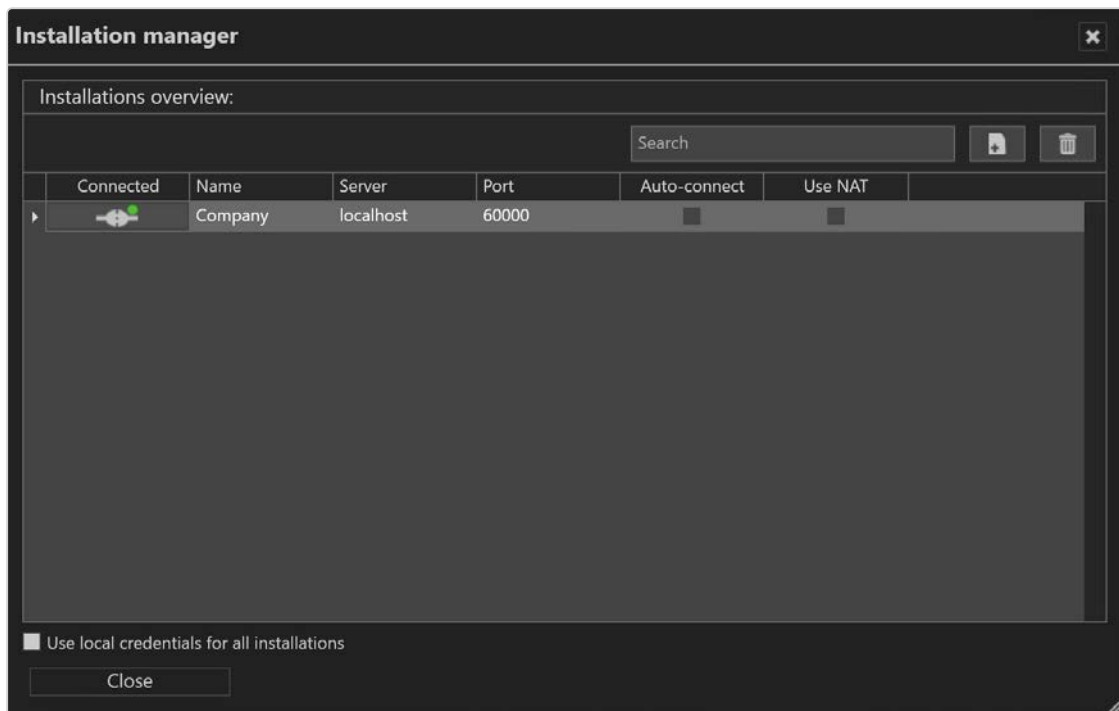 Installation manager
Installations overview:
Search
Connected Name Server Port Auto-connect Use NAT
Company localhost 60000
Use local credentials for all installations
Close